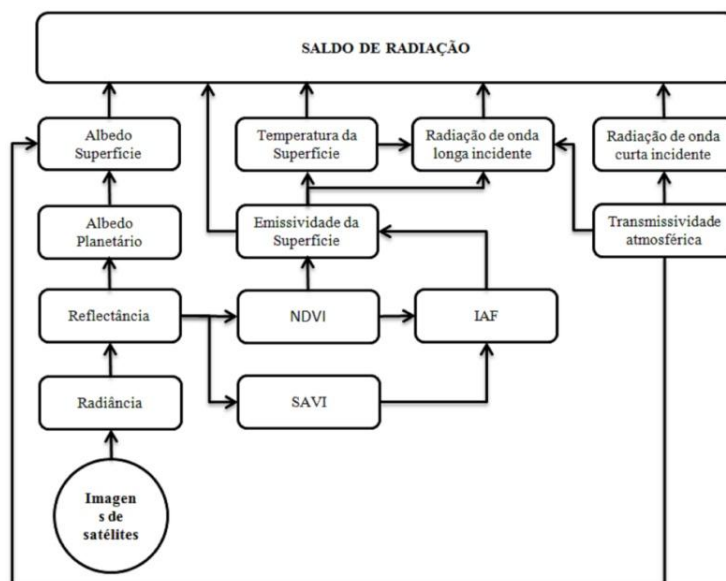 SALDO DE RADIAÇÃO
Albedo
Superfície
Temperatura da
Superfície
Radiação de onda
longa incidente
Radiação de onda
curta incidente
Albedo
Planetário
Emissividade da
Superfície
Transmissividade
atmosférica
Reflectância
NDVI
IAF
Radiância
SAVI
Imagen
s de
satélites